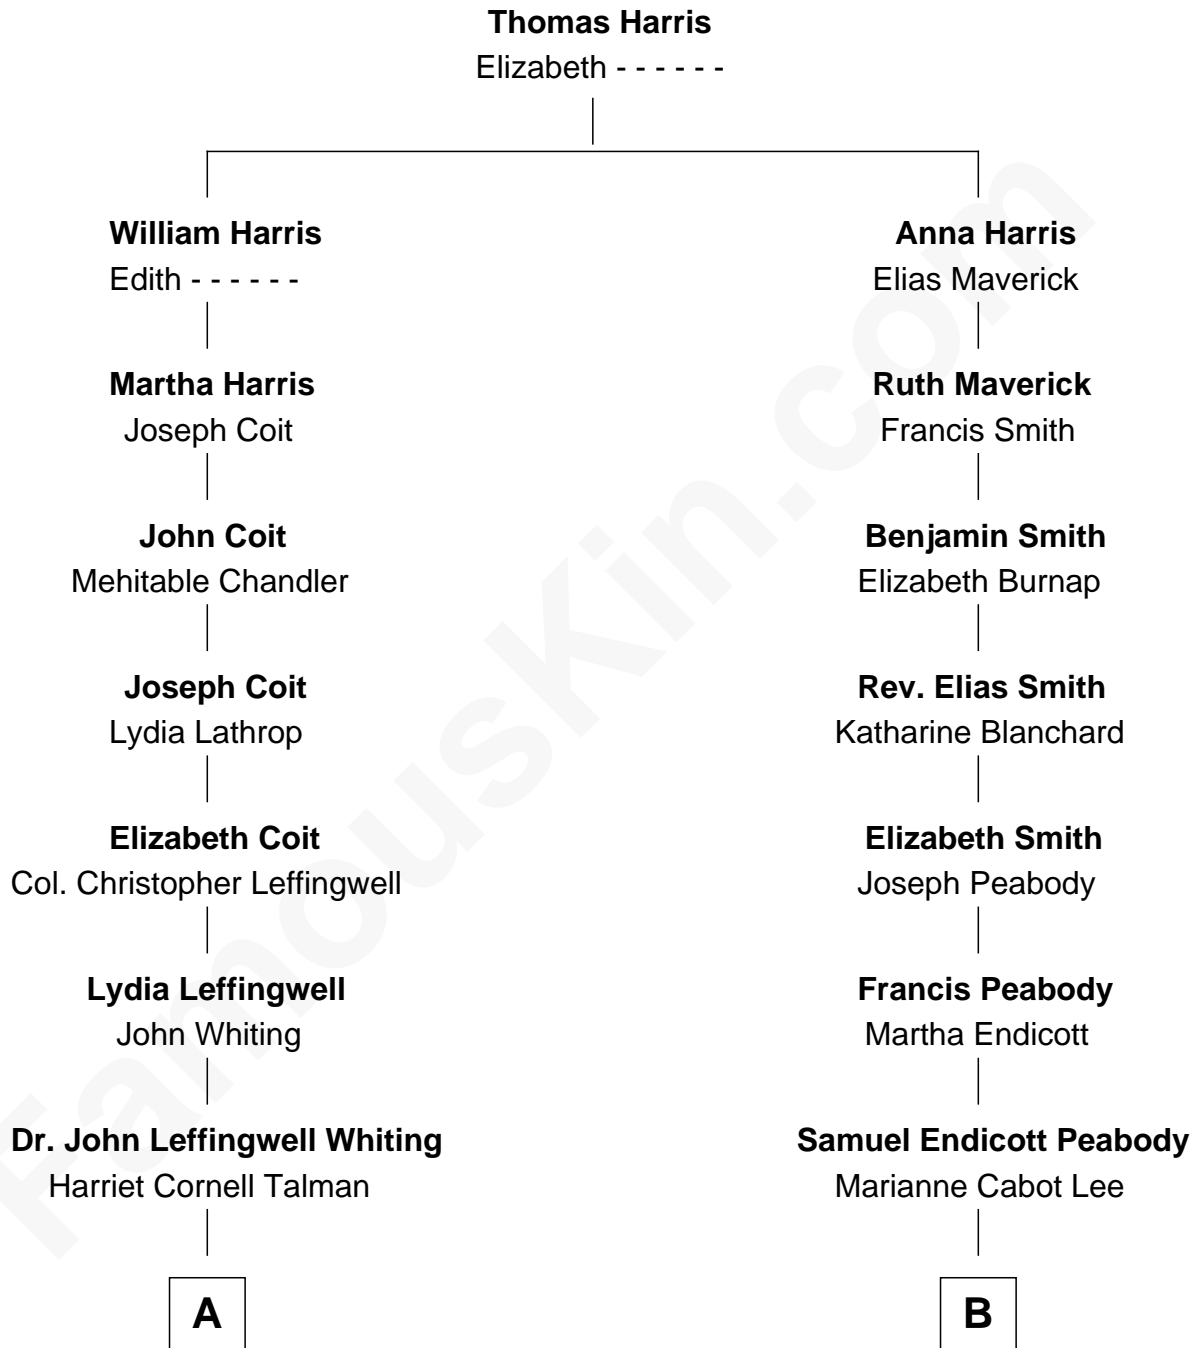 Thomas Harris
Elizabeth - - - - - -
William Harris
Edith - - - - - -
Anna Harris
Elias Maverick
Martha Harris
Joseph Coit
Ruth Maverick
Francis Smith
John Coit
Mehitable Chandler
Benjamin Smith
Elizabeth Burnap
Joseph Coit
Lydia Lathrop
Rev. Elias Smith
Katharine Blanchard
Elizabeth Coit
Col. Christopher Leffingwell
Elizabeth Smith
Joseph Peabody
Lydia Leffingwell
John Whiting
Francis Peabody
Martha Endicott
Dr. John Leffingwell Whiting
Harriet Cornell Talman
Samuel Endicott Peabody
Marianne Cabot Lee
A
B
FamousKin.com